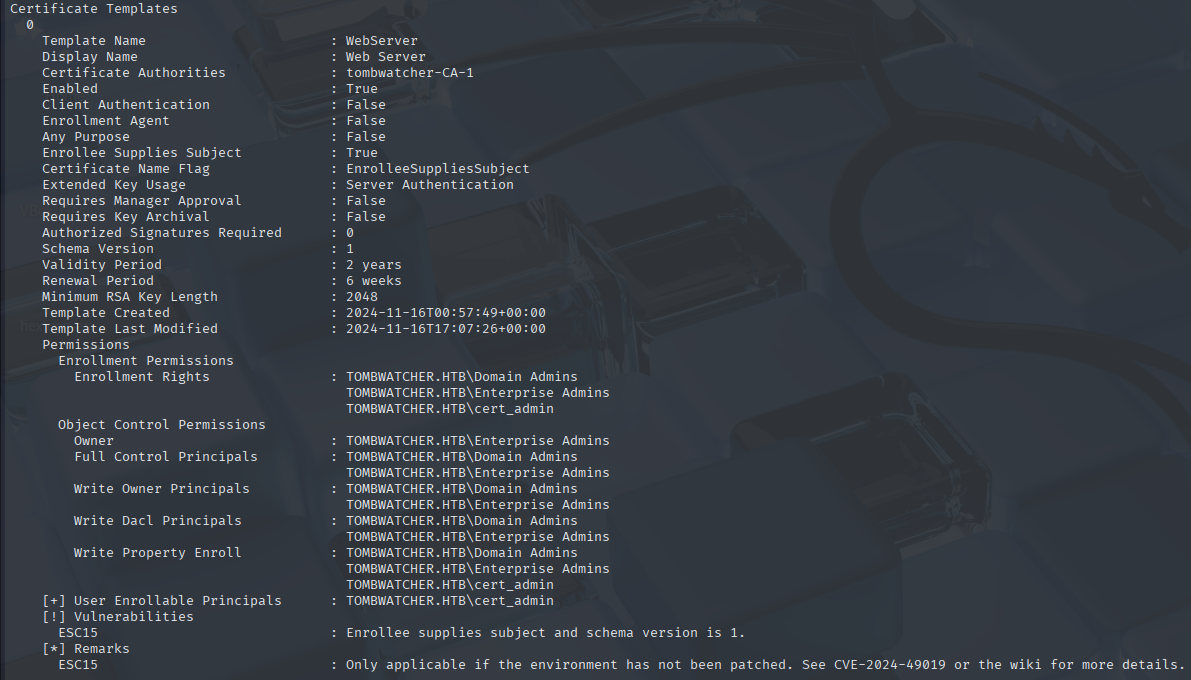 Certificate Templates
0
Template Name : WebServer
Display Name : Web Server
Certificate Authorities : tombwatcher-CA-1
Enabled : True
Client Authentication : False
Enrollment Agent : False
Any Purpose : False
Enrollee Supplies Subject : True
Certificate Name Flag : EnrolleeSuppliesSubject
Extended Key Usage : Server Authentication
Requires Manager Approval : False
Requires Key Archival : False
Authorized Signatures Required : 0
Schema Version : 1
Validity Period : 2 years
Renewal Period : 6 weeks
Minimum RSA Key Length : 2048
Template Created : 2024-11-16T00:57:49+00:00
Template Last Modified : 2024-11-16T17:07:26+00:00
Permissions
Enrollment Permissions
Enrollment Rights : TOMBWATCHER.HTB\Domain Admins
TOMBWATCHER.HTB\Enterprise Admins
TOMBWATCHER.HTB\cert_admin
Object Control Permissions
Owner : TOMBWATCHER.HTB\Enterprise Admins
Full Control Principals : TOMBWATCHER.HTB\Domain Admins
TOMBWATCHER.HTB\Enterprise Admins
Write Owner Principals : TOMBWATCHER.HTB\Domain Admins
TOMBWATCHER.HTB\Enterprise Admins
Write Dacl Principals : TOMBWATCHER.HTB\Domain Admins
TOMBWATCHER.HTB\Enterprise Admins
Write Property Enroll : TOMBWATCHER.HTB\Domain Admins
TOMBWATCHER.HTB\Enterprise Admins
TOMBWATCHER.HTB\cert_admin
[+] User Enrollable Principals : TOMBWATCHER.HTB\cert_admin
[!] Vulnerabilities
ESC15 : Enrollee supplies subject and schema version is 1.
[*] Remarks
ESC15 : Only applicable if the environment has not been patched. See CVE-2024-49019 or the wiki for more details.